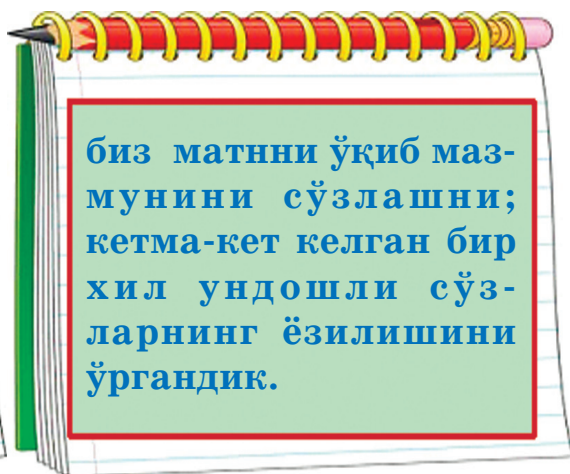 биз матнни ўқиб маз-
мунини сўзлашни;
кетма-кет келган бир
хил ундошли сўз-
ларнинг ёзилишини
ўргандик.